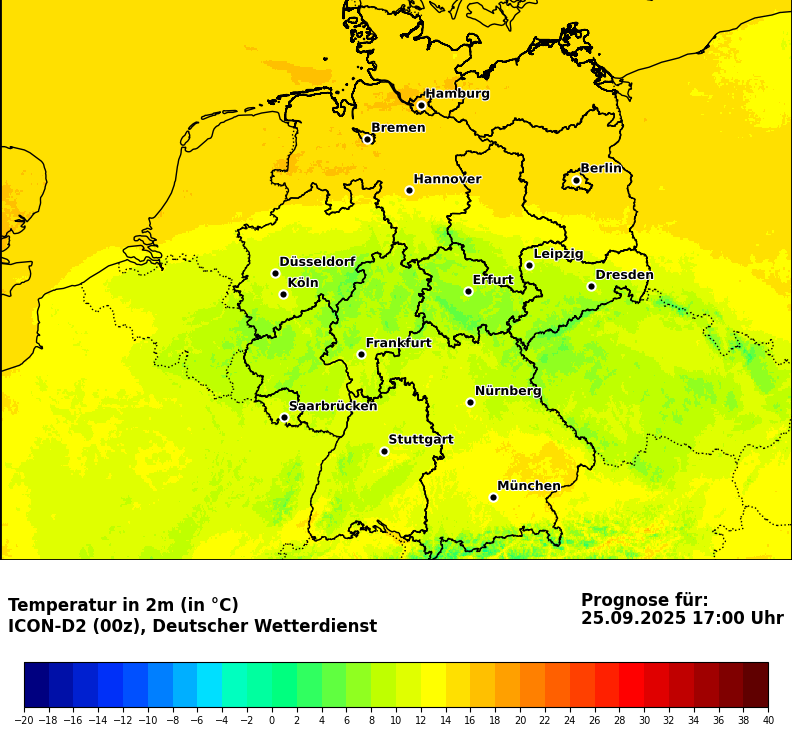 Hamburg
Bremen
Berlin
Hannover
Leipzig
Düsseldorf
Dresden
Köln
Erfurt
Frankfurt
Nürnberg
Saarbrücken
Stuttgart
München
Temperatur in 2m (in °C)
ICON-D2 (00z), Deutscher Wetterdienst
Prognose für:
25.09.2025 17:00 Uhr
−20 −18 −16 −14 −12 −10 −8 −6 −4 −2 0 2 4 6 8 10 12 14 16 18 20 22 24 26 28 30 32 34 36 38 40